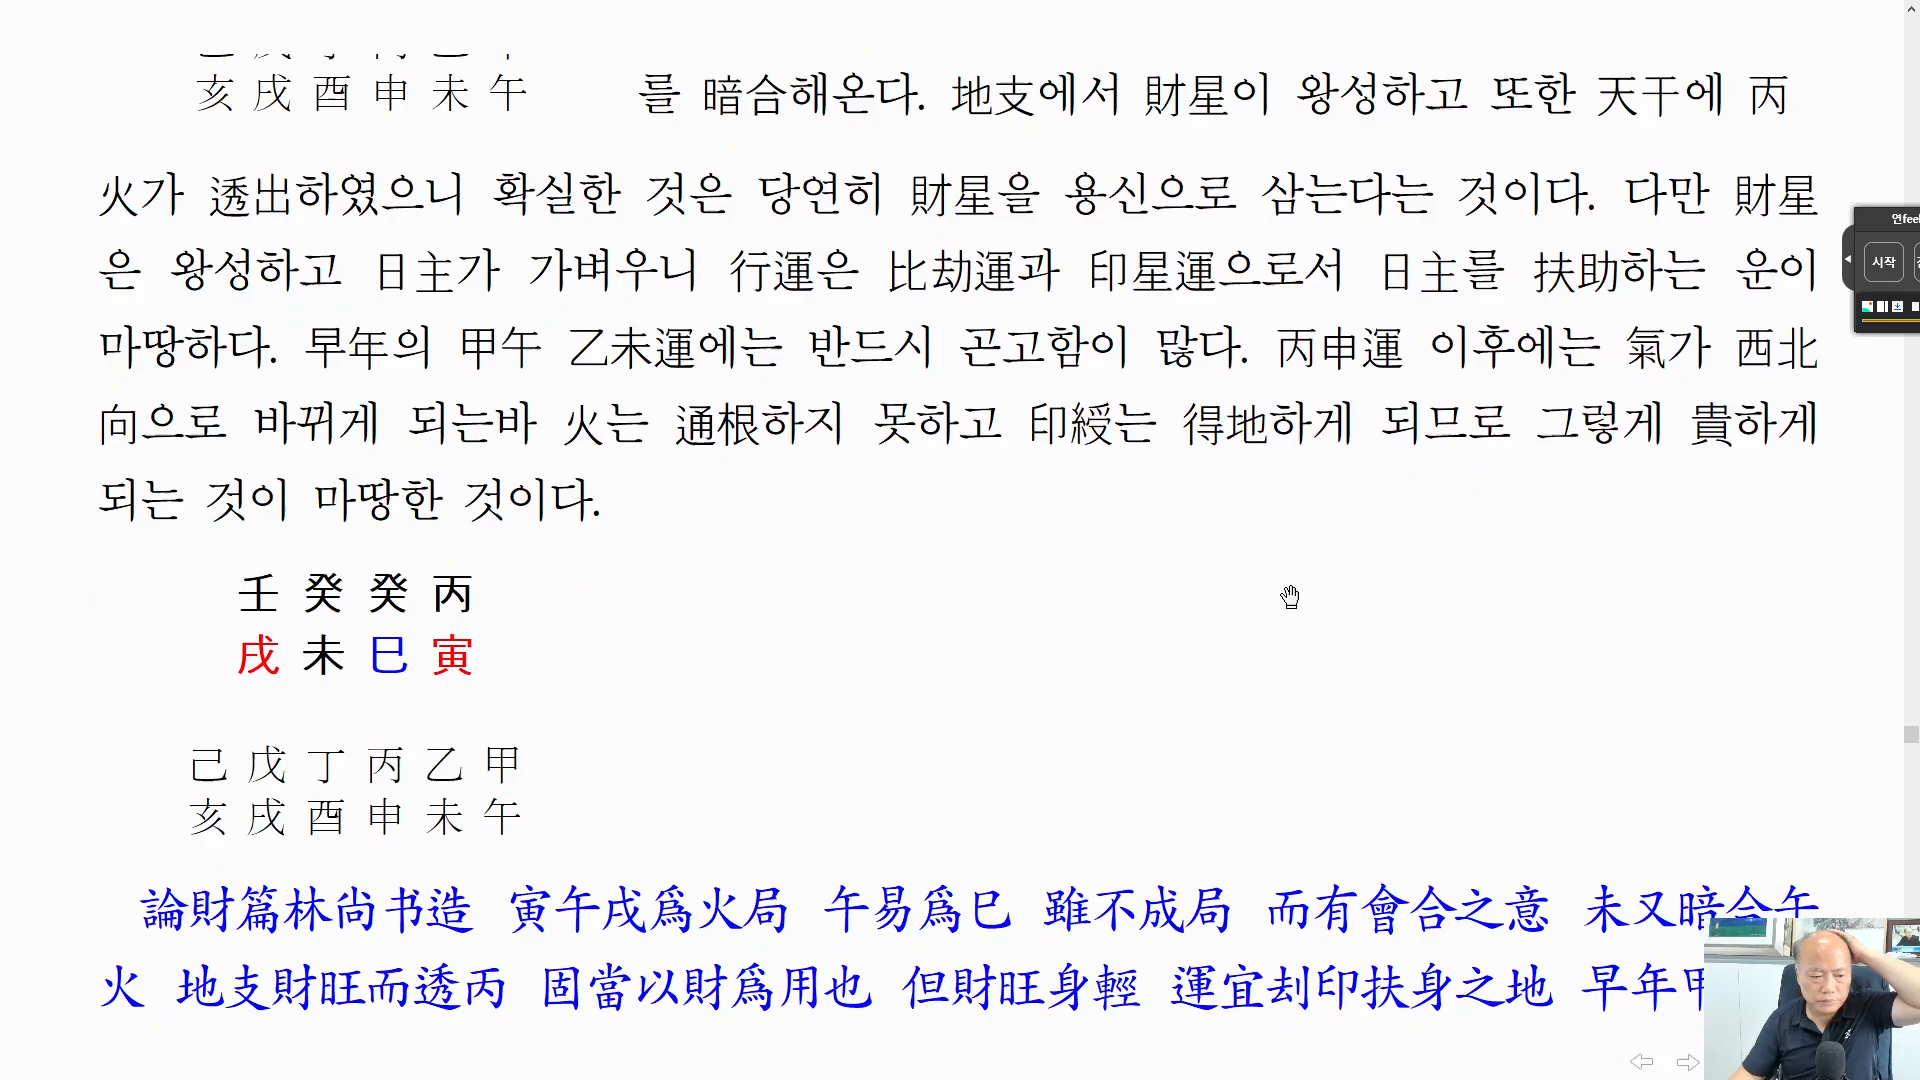 亥 戌 酉 申 未 午 를 暗合해온다. 地支에서 財星이 왕성하고 또한 天干에 丙
火가 透出하였으니 확실한 것은 당연히 財星을 용신으로 삼는다는 것이다. 다만 財星
은 왕성하고 日主가 가벼우니 行運은 比劫運과 印星運으로서 日主를 扶助하는 운이
마땅하다. 早年의 甲午 乙未運에는 반드시 곤고함이 많다. 丙申運 이후에는 氣가 西北
向으로 바뀌게 되는바 火는 通根하지 못하고 印綬는 得地하게 되므로 그렇게 貴하게
되는 것이 마땅한 것이다.
壬 癸 癸 丙
戌 未 巳 寅
己 戊 丁 丙 乙 甲
亥 戌 酉 申 未 午
論財篇林尚书造 寅午戌爲火局 午易爲巳 雖不成局 而有會合之意 未又暗合午
火 地支財旺而透丙 固當以財爲用也 但財旺身輕 運宜刦印扶身之地 早年甲
연feel
시작